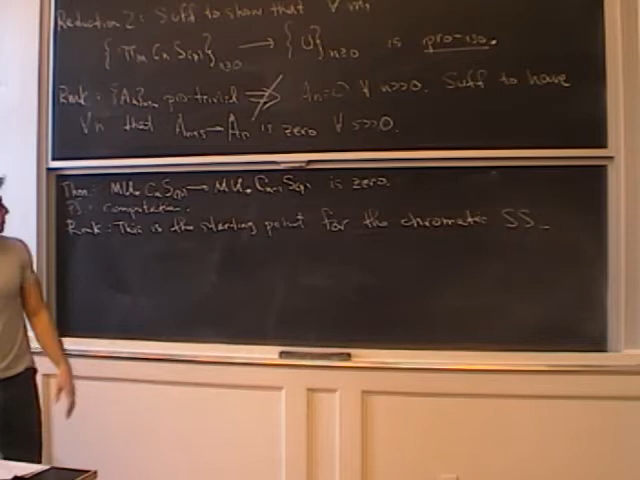 Reduction 2: Suff to show that ∀ m,
{π_m C_n S_(p)}_{n≥0} → {0}_{n≥0} is pro-iso.
Rmk: {A_n}_{n≥0} pro-trivial ⇏ A_n=0 ∀ n>>0. Suff to have
∀n that A_{n+s}→A_n is zero ∀ s>>0.
Thm: MU_* C_n S_(p) → MU_* C_{n-1} S_(p) is zero.
Pf: Computation.
Rmk: This is the starting point for the chromatic SS.